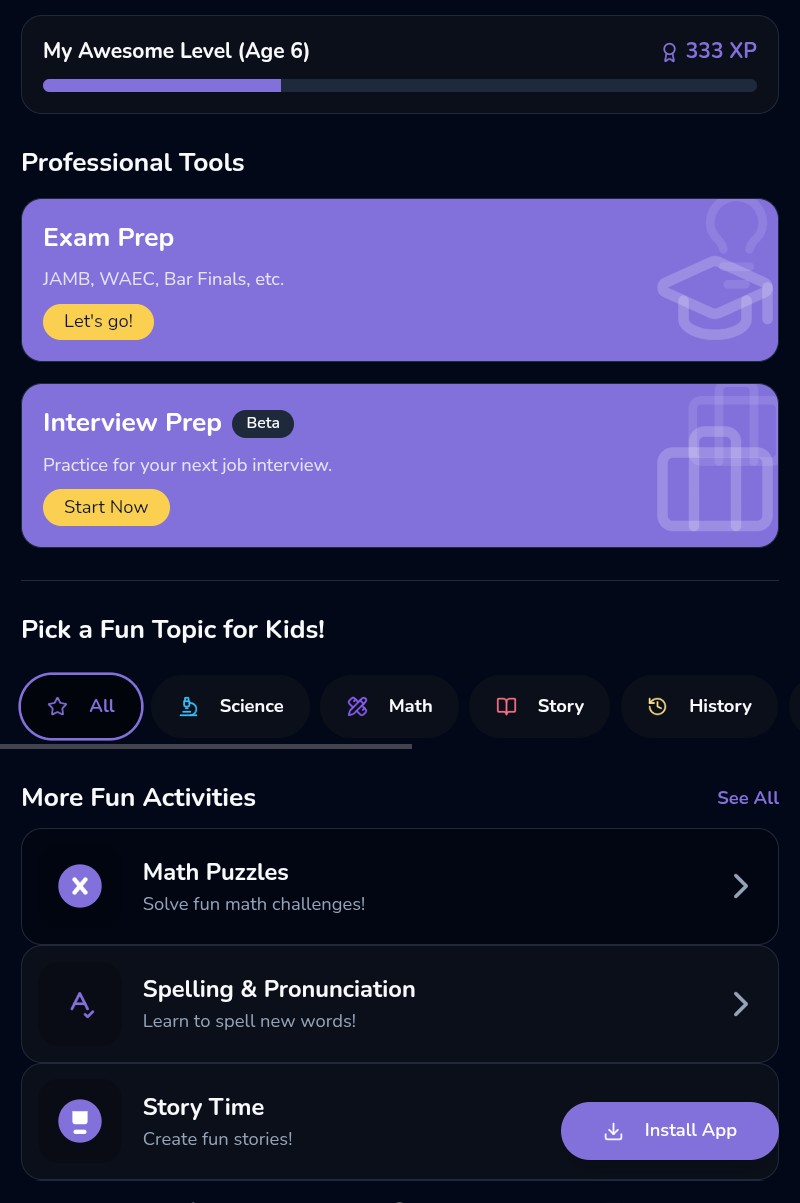 My Awesome Level (Age 6)
333 XP
Professional Tools
Exam Prep
JAMB, WAEC, Bar Finals, etc.
Let's go!
Interview Prep
Beta
Practice for your next job interview.
Start Now
Pick a Fun Topic for Kids!
All
Science
Math
Story
History
More Fun Activities
See All
Math Puzzles
Solve fun math challenges!
Spelling & Pronunciation
Learn to spell new words!
Story Time
Create fun stories!
Install App